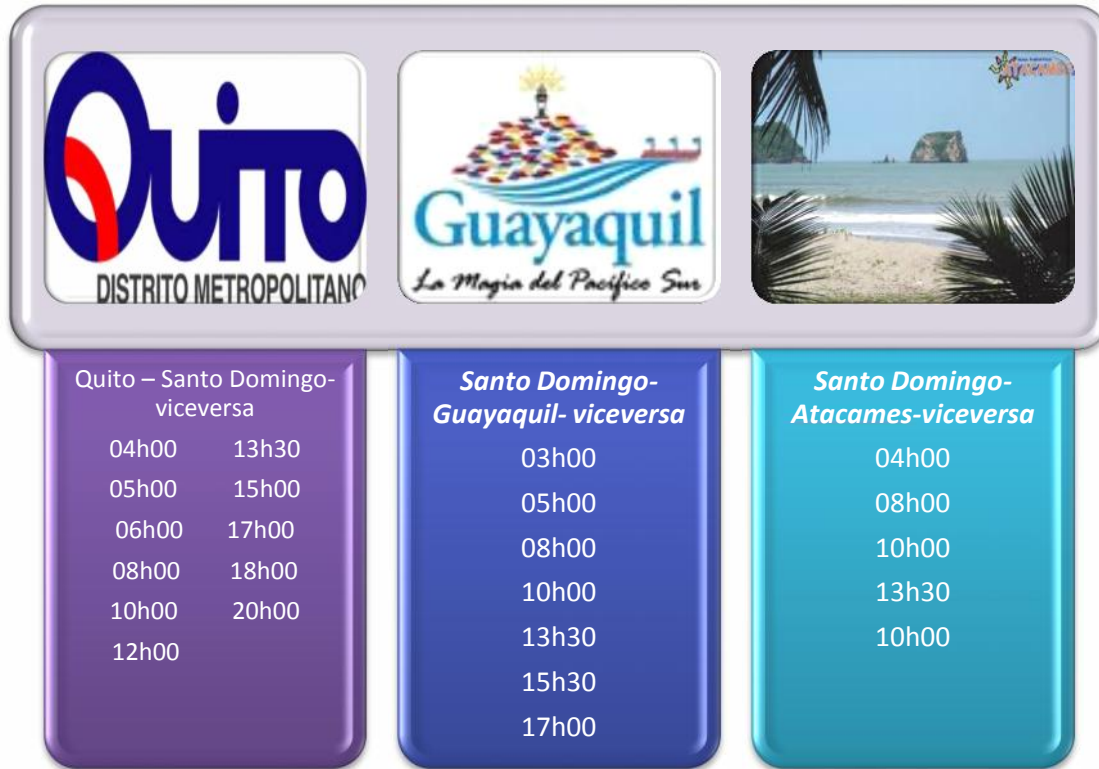 QUITO
DISTRITO METROPOLITANO
Guayaquil
La Magia del Pacífico Sur
ATACAMES
Quito – Santo Domingo-
viceversa
04h00 13h30
05h00 15h00
06h00 17h00
08h00 18h00
10h00 20h00
12h00
Santo Domingo-
Guayaquil- viceversa
03h00
05h00
08h00
10h00
13h30
15h30
17h00
Santo Domingo-
Atacames-viceversa
04h00
08h00
10h00
13h30
10h00